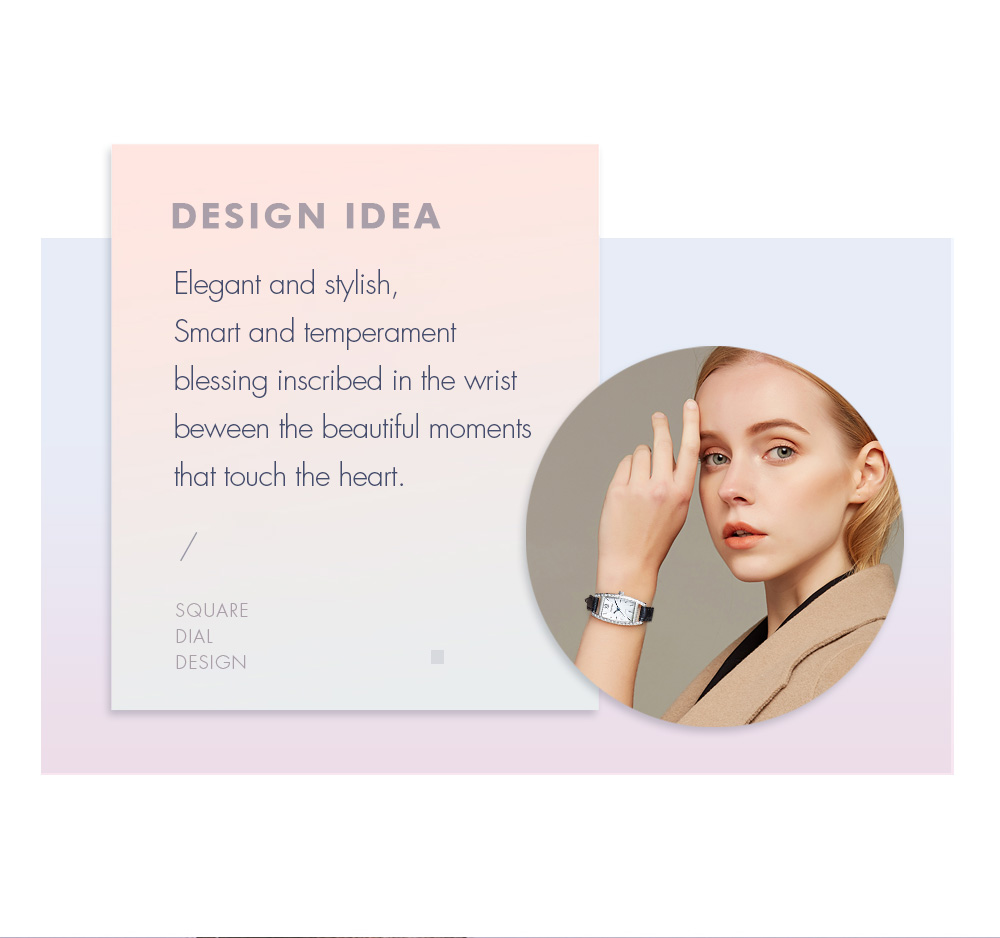 DESIGN IDEA
Elegant and stylish,
Smart and temperament
blessing inscribed in the wrist
beween the beautiful moments
that touch the heart.
/
SQUARE
DIAL
DESIGN